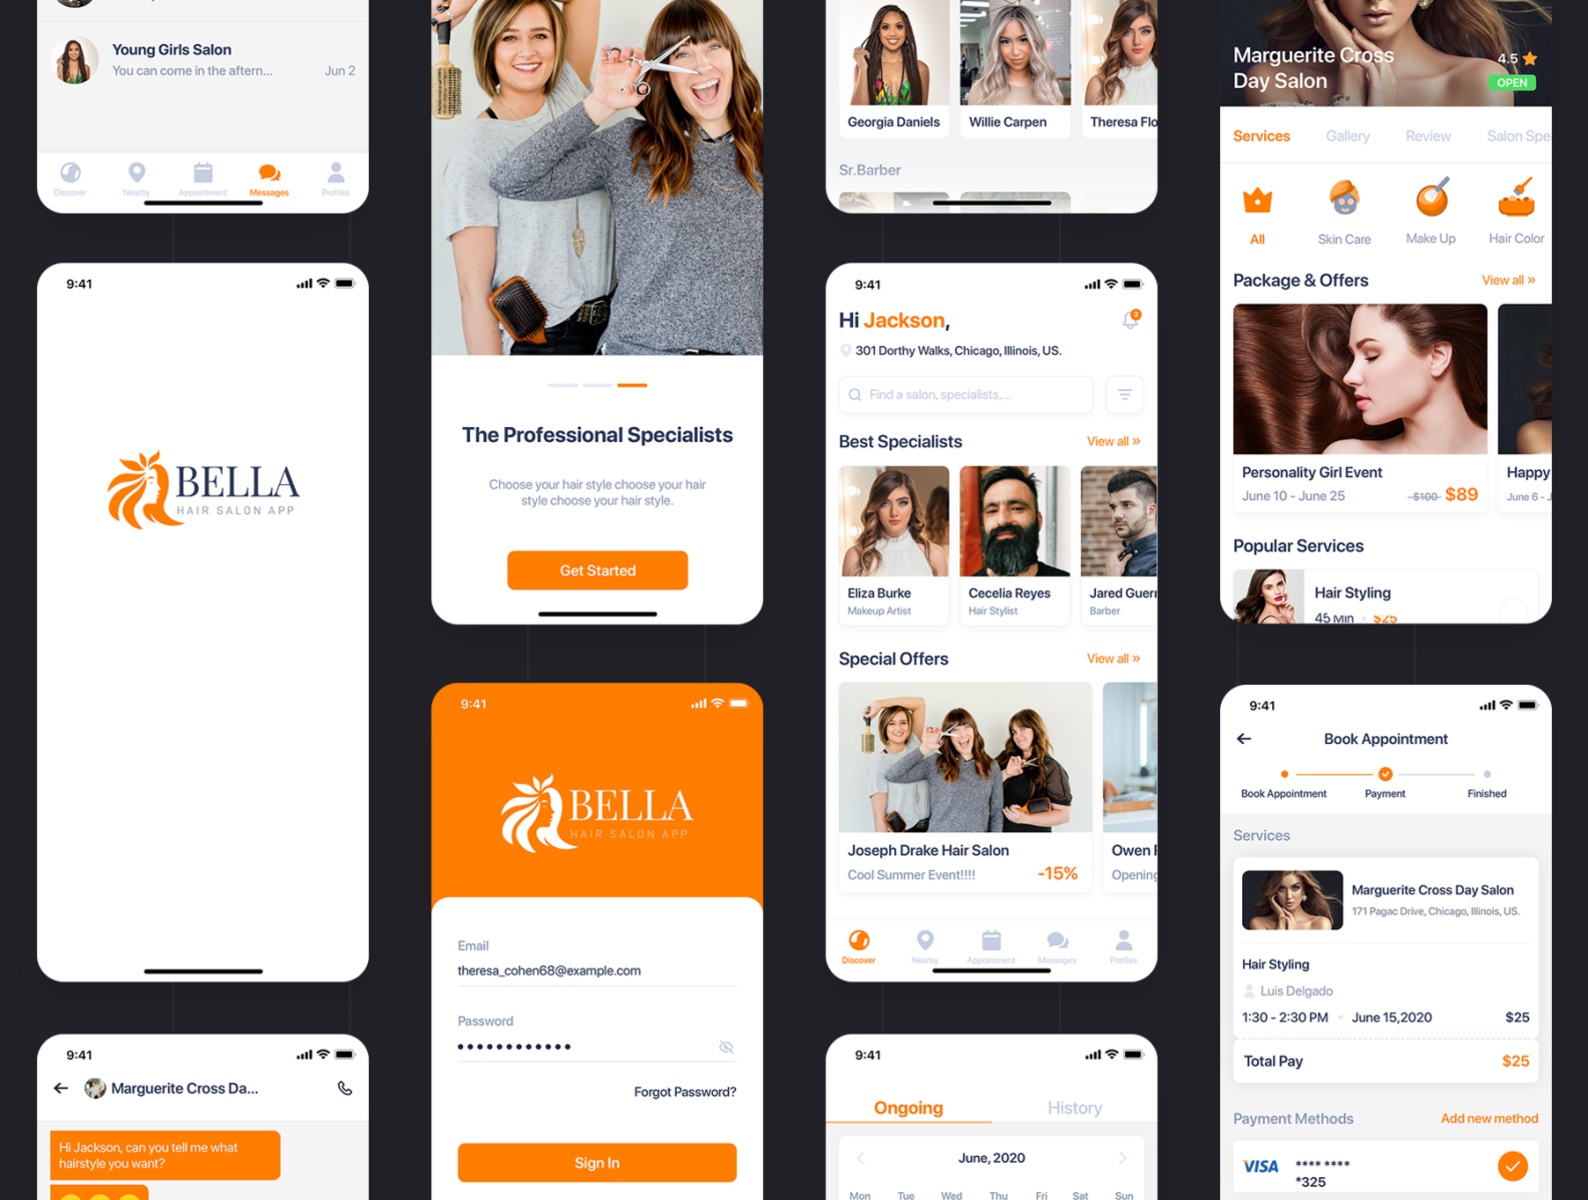 Young Girls Salon
You can come in the aftern...
Jun 2
Discover
Nearby
Appointment
Messages
Profiles
9:41
BELLA
HAIR SALON APP
9:41
Marguerite Cross Da...
Hi Jackson, can you tell me what
hairstyle you want?
The Professional Specialists
Choose your hair style choose your hair
style choose your hair style.
Get Started
9:41
BELLA
HAIR SALON APP
Email
theresa_cohen68@example.com
Password
Forgot Password?
Sign In
Georgia Daniels
Willie Carpen
Theresa Flo
Sr.Barber
9:41
Hi Jackson,
3
301 Dorthy Walks, Chicago, Illinois, US.
Find a salon, specialists,...
Best Specialists
View all »
Eliza Burke
Makeup Artist
Cecelia Reyes
Hair Stylist
Jared Guerr
Barber
Special Offers
View all »
Joseph Drake Hair Salon
Cool Summer Event!!!!
-15%
Owen
Opening
Discover
Nearby
Appointment
Messages
Profiles
9:41
Ongoing
History
June, 2020
Mon Tue Wed Thu Fri Sat Sun
Marguerite Cross
Day Salon
4.5
OPEN
Services
Gallery
Review
Salon Spe
All
Skin Care
Make Up
Hair Color
Package & Offers
View all »
Personality Girl Event
June 10 - June 25
$100 $89
Happy
June 6 - J
Popular Services
Hair Styling
45 Min
$25
9:41
Book Appointment
Book Appointment
Payment
Finished
Services
Marguerite Cross Day Salon
171 Pagac Drive, Chicago, Illinois, US.
Hair Styling
Luis Delgado
1:30 - 2:30 PM
June 15,2020
$25
Total Pay
$25
Payment Methods
Add new method
VISA
**** ****
*325